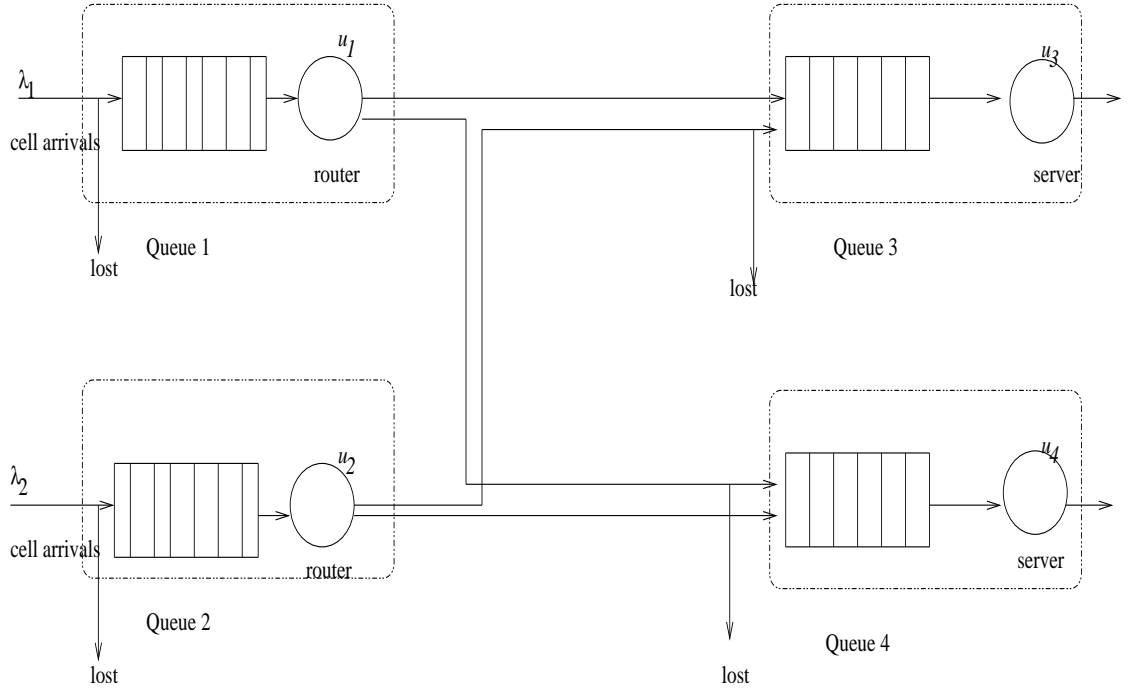 u1
u3
λ1
cell arrivals
router
server
Queue 1
Queue 3
lost
lost
u2
u4
λ2
cell arrivals
router
server
Queue 2
Queue 4
lost
lost